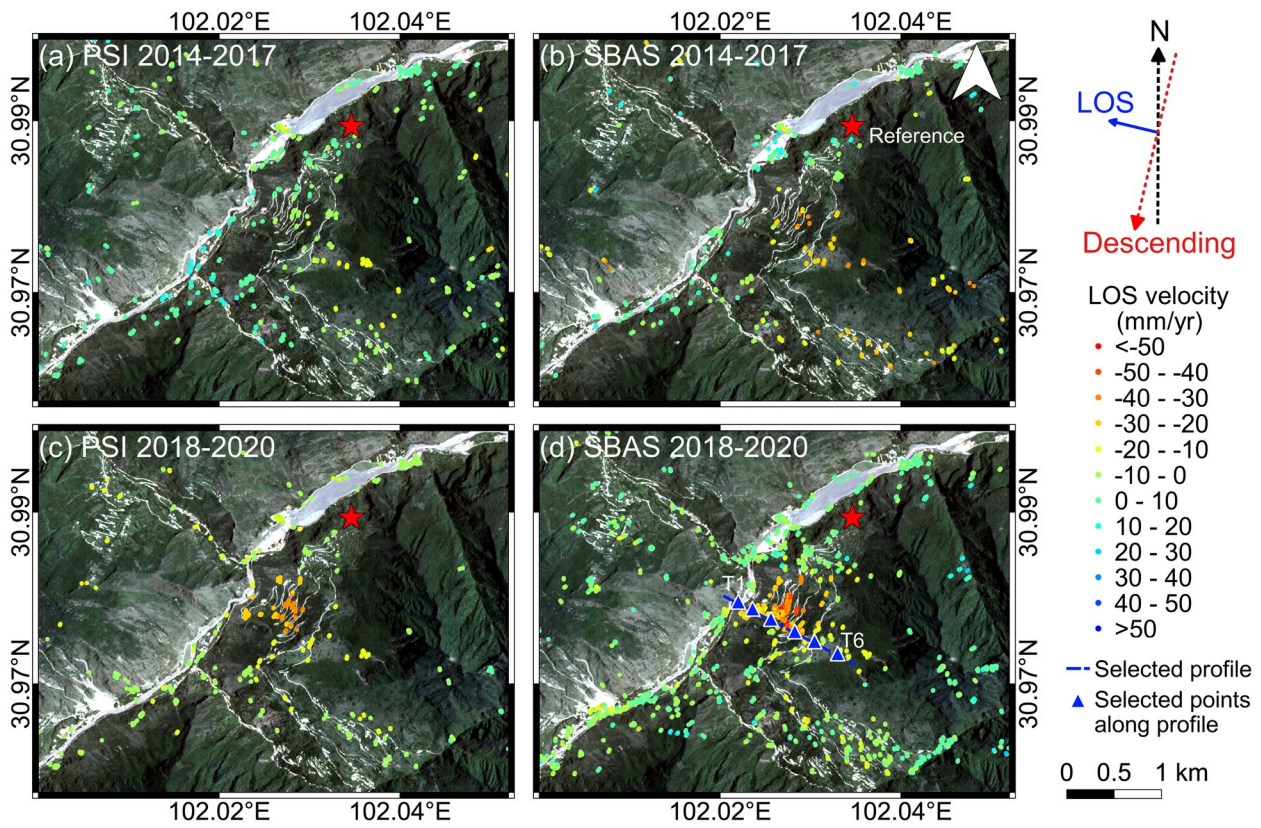 102.02°E 102.04°E 102.02°E 102.04°E
(a) PSI 2014-2017
(b) SBAS 2014-2017
30.99°N
30.99°N
Reference
30.97°N
30.97°N
(c) PSI 2018-2020
(d) SBAS 2018-2020
30.99°N
30.99°N
T1
T6
30.97°N
30.97°N
102.02°E 102.04°E 102.02°E 102.04°E
N
LOS
Descending
LOS velocity
(mm/yr)
<-50
-50 - -40
-40 - -30
-30 - -20
-20 - -10
-10 - 0
0 - 10
10 - 20
20 - 30
30 - 40
40 - 50
>50
Selected profile
Selected points
along profile
0 0.5 1 km